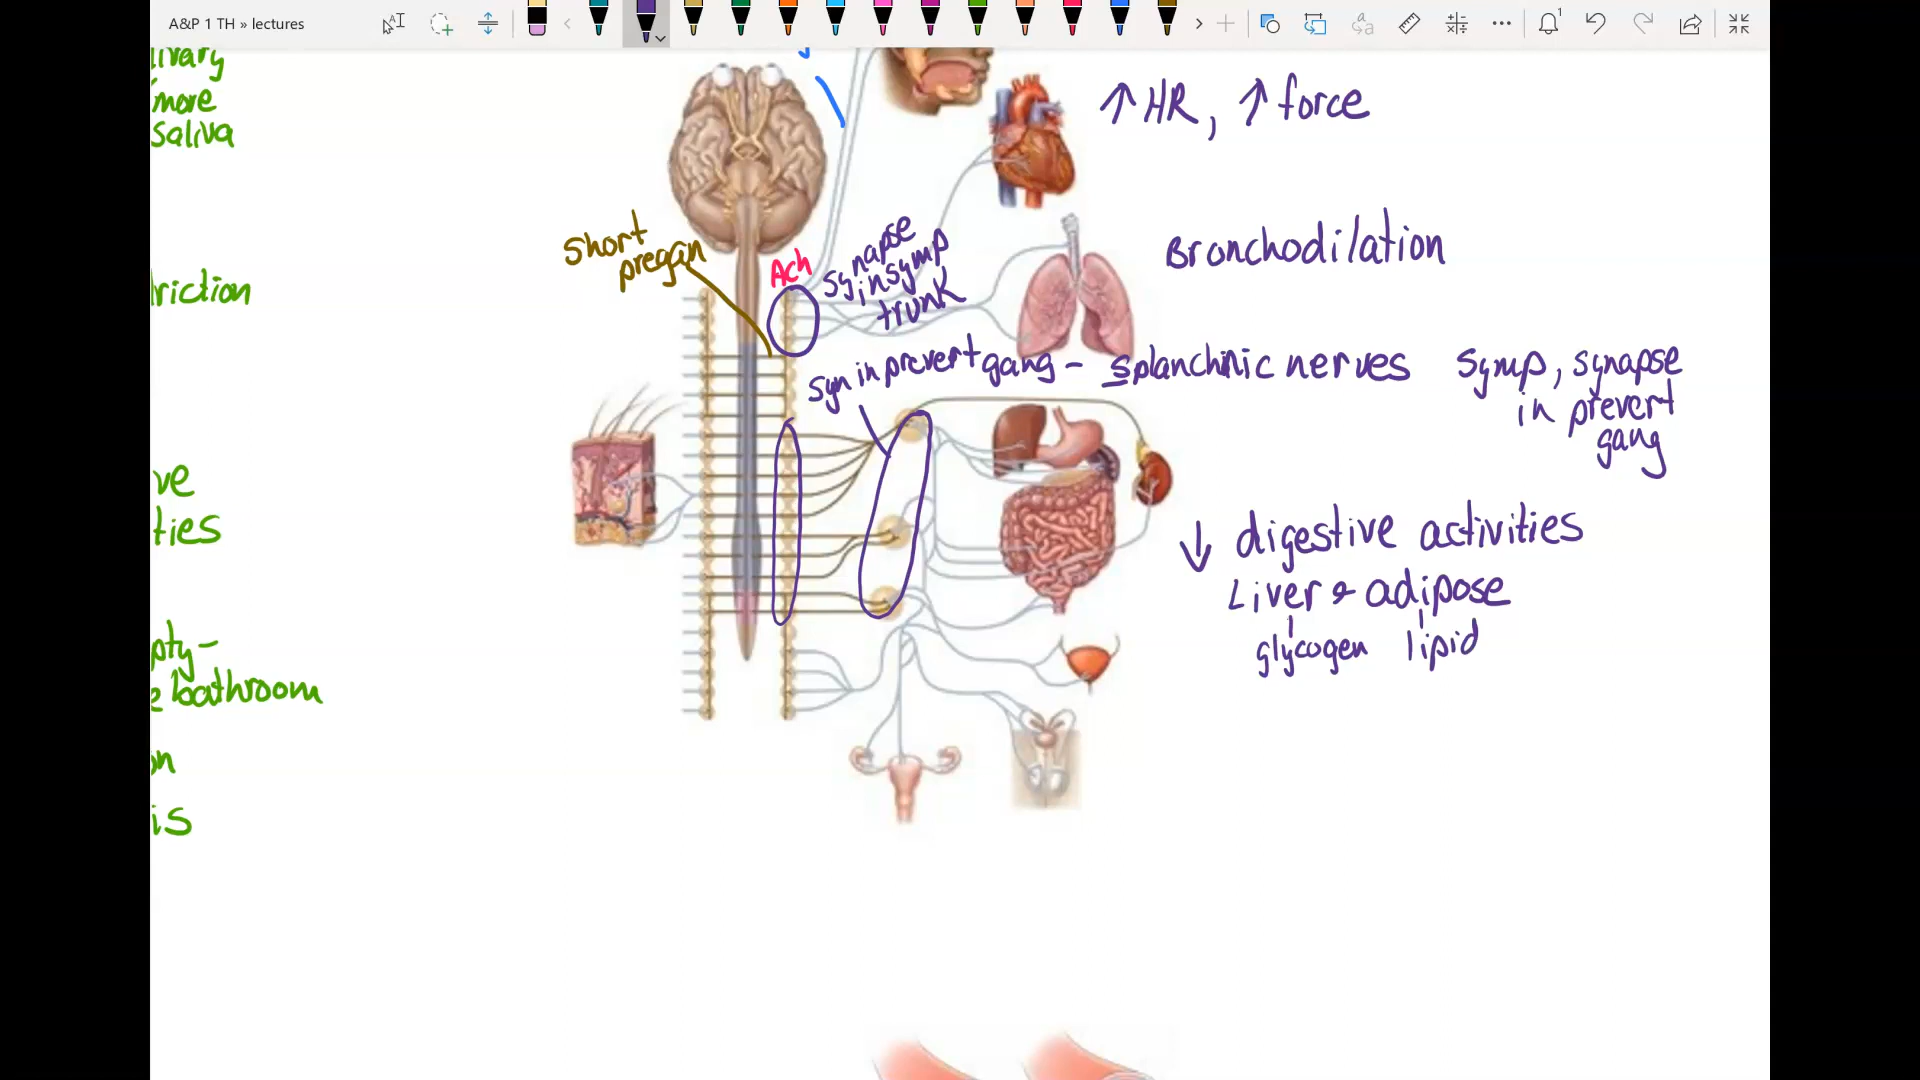 A&P 1 TH » lectures
livary
more
saliva
↑ HR, ↑ force
short
pregan
Ach
synapse
in symp
trunk
Bronchodilation
riction
syn in prevert gang - splanchnic nerves
symp, synapse
in prevert
gang
ve
ties
↓ digestive activities
Liver & adipose
glycogen lipid
pty-
e bathroom
on
is